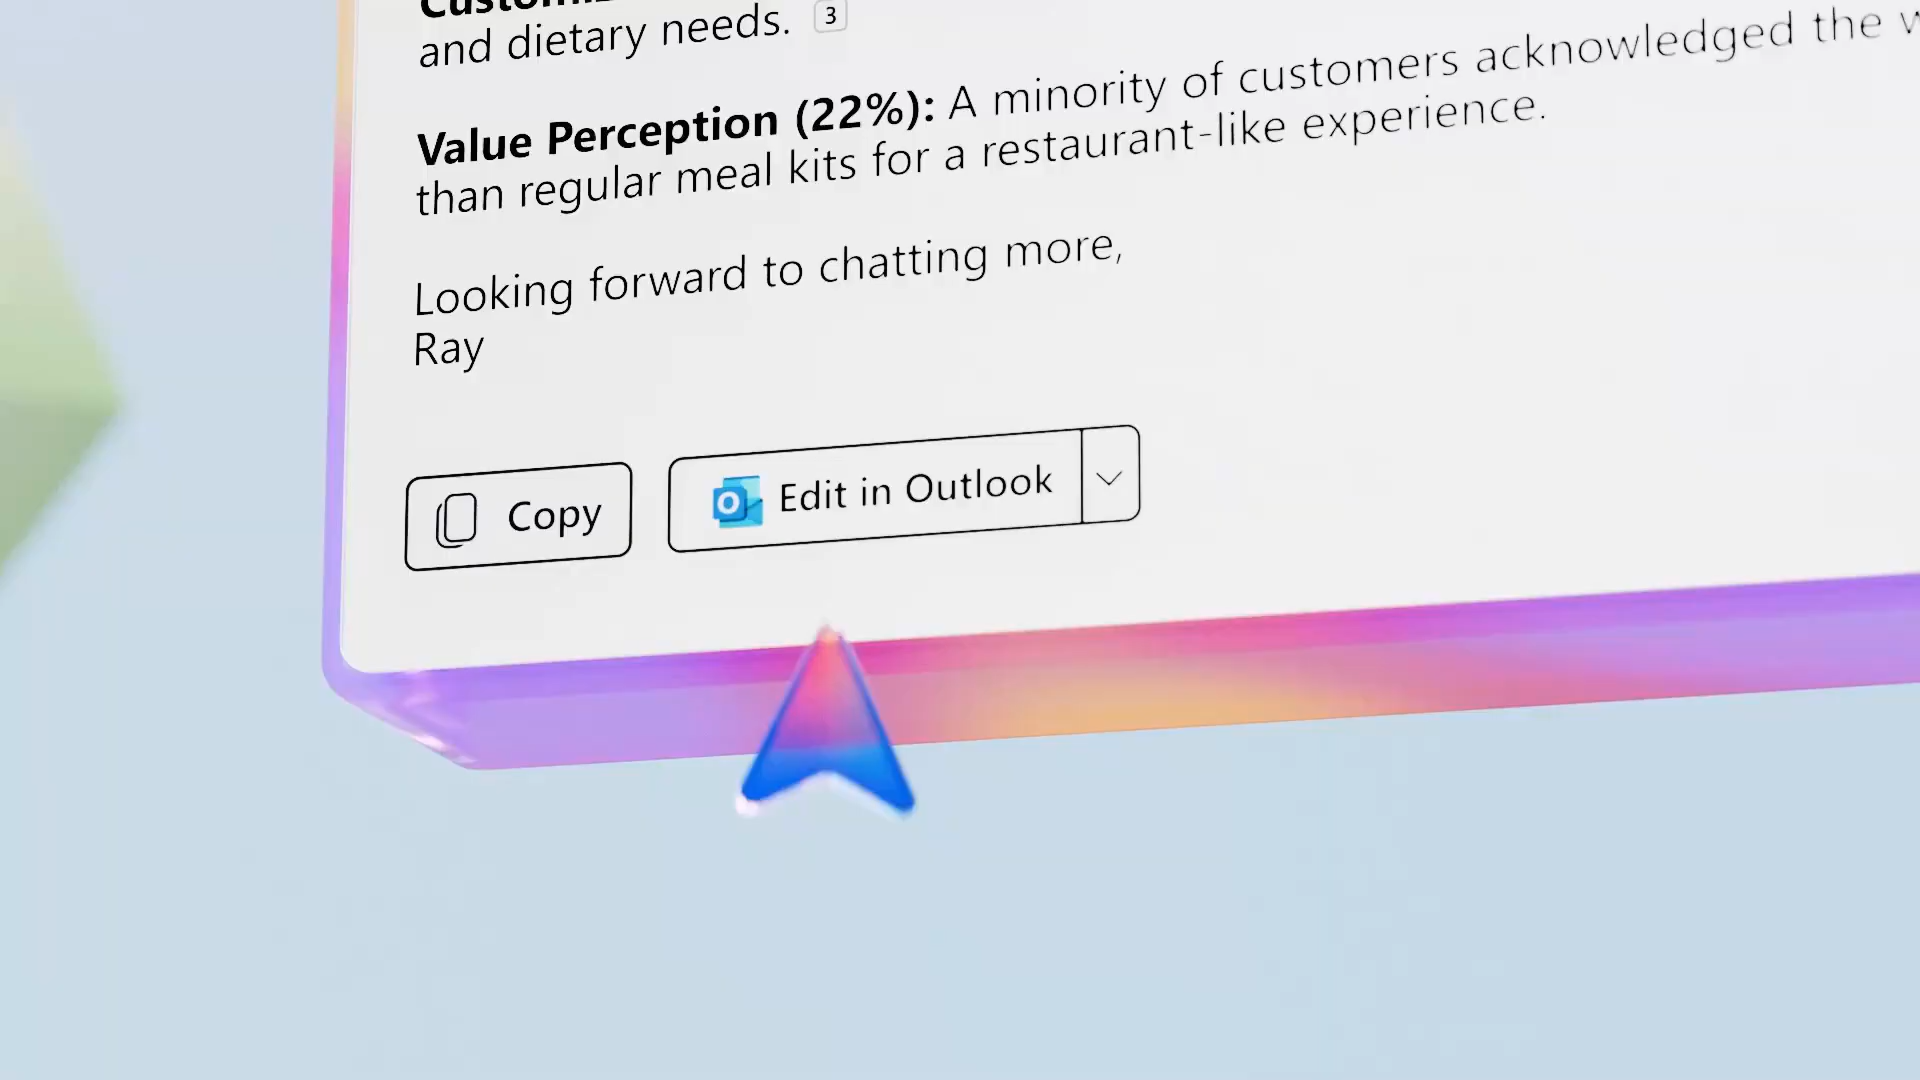 and dietary needs. 3
Value Perception (22%): A minority of customers acknowledged the
than regular meal kits for a restaurant-like experience.
Looking forward to chatting more,
Ray
Copy
Edit in Outlook